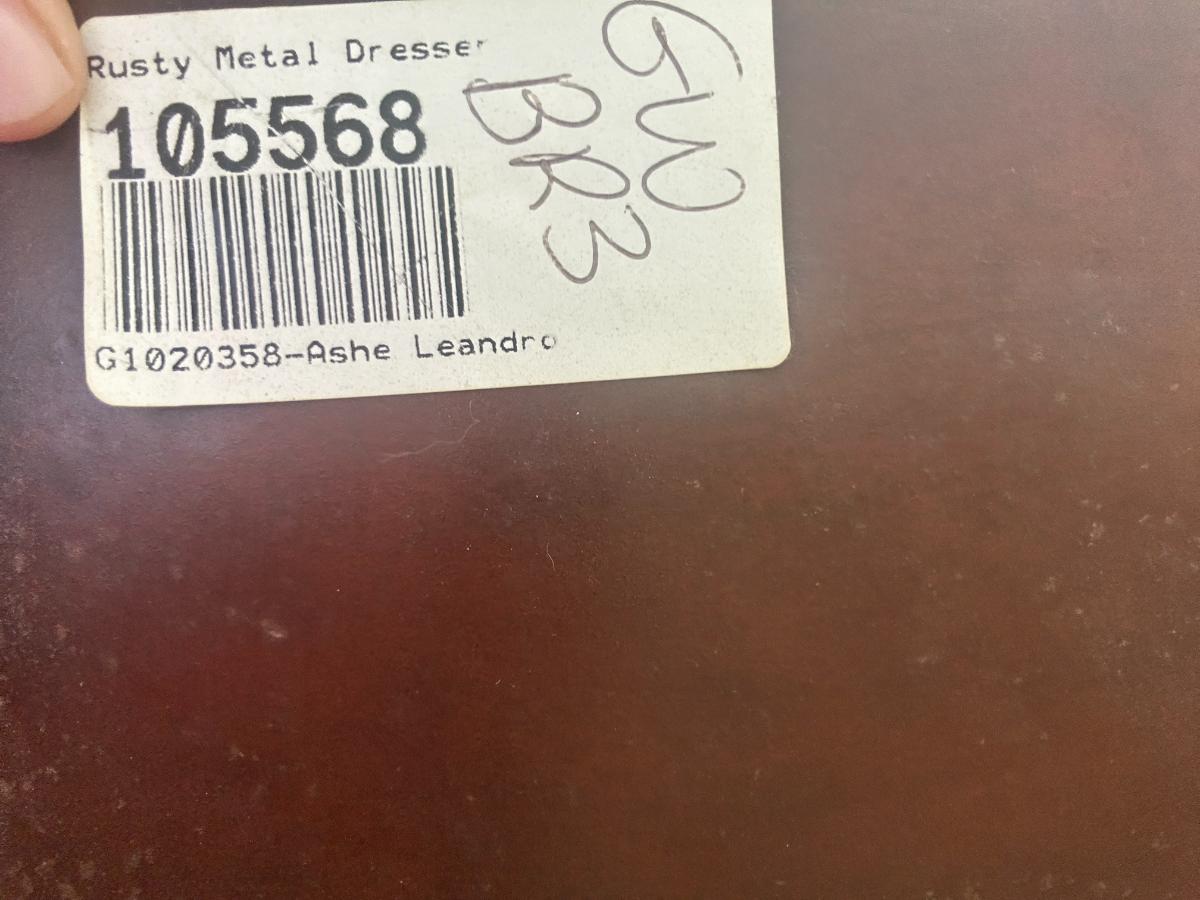 Rusty Metal Dresser
105568
G1020358-Ashe Leandro
GW
BR3